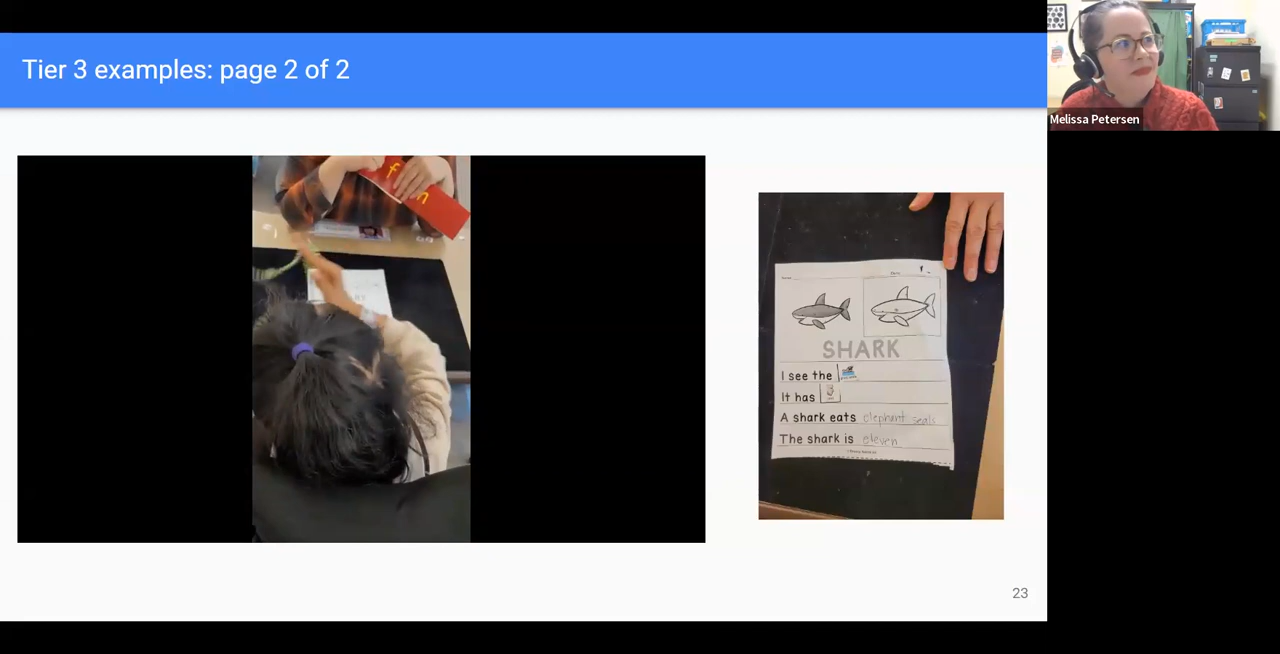 Tier 3 examples: page 2 of 2
Melissa Petersen
f n
SHARK
I see the
It has
A shark eats elephant seals
The shark is eleven
23